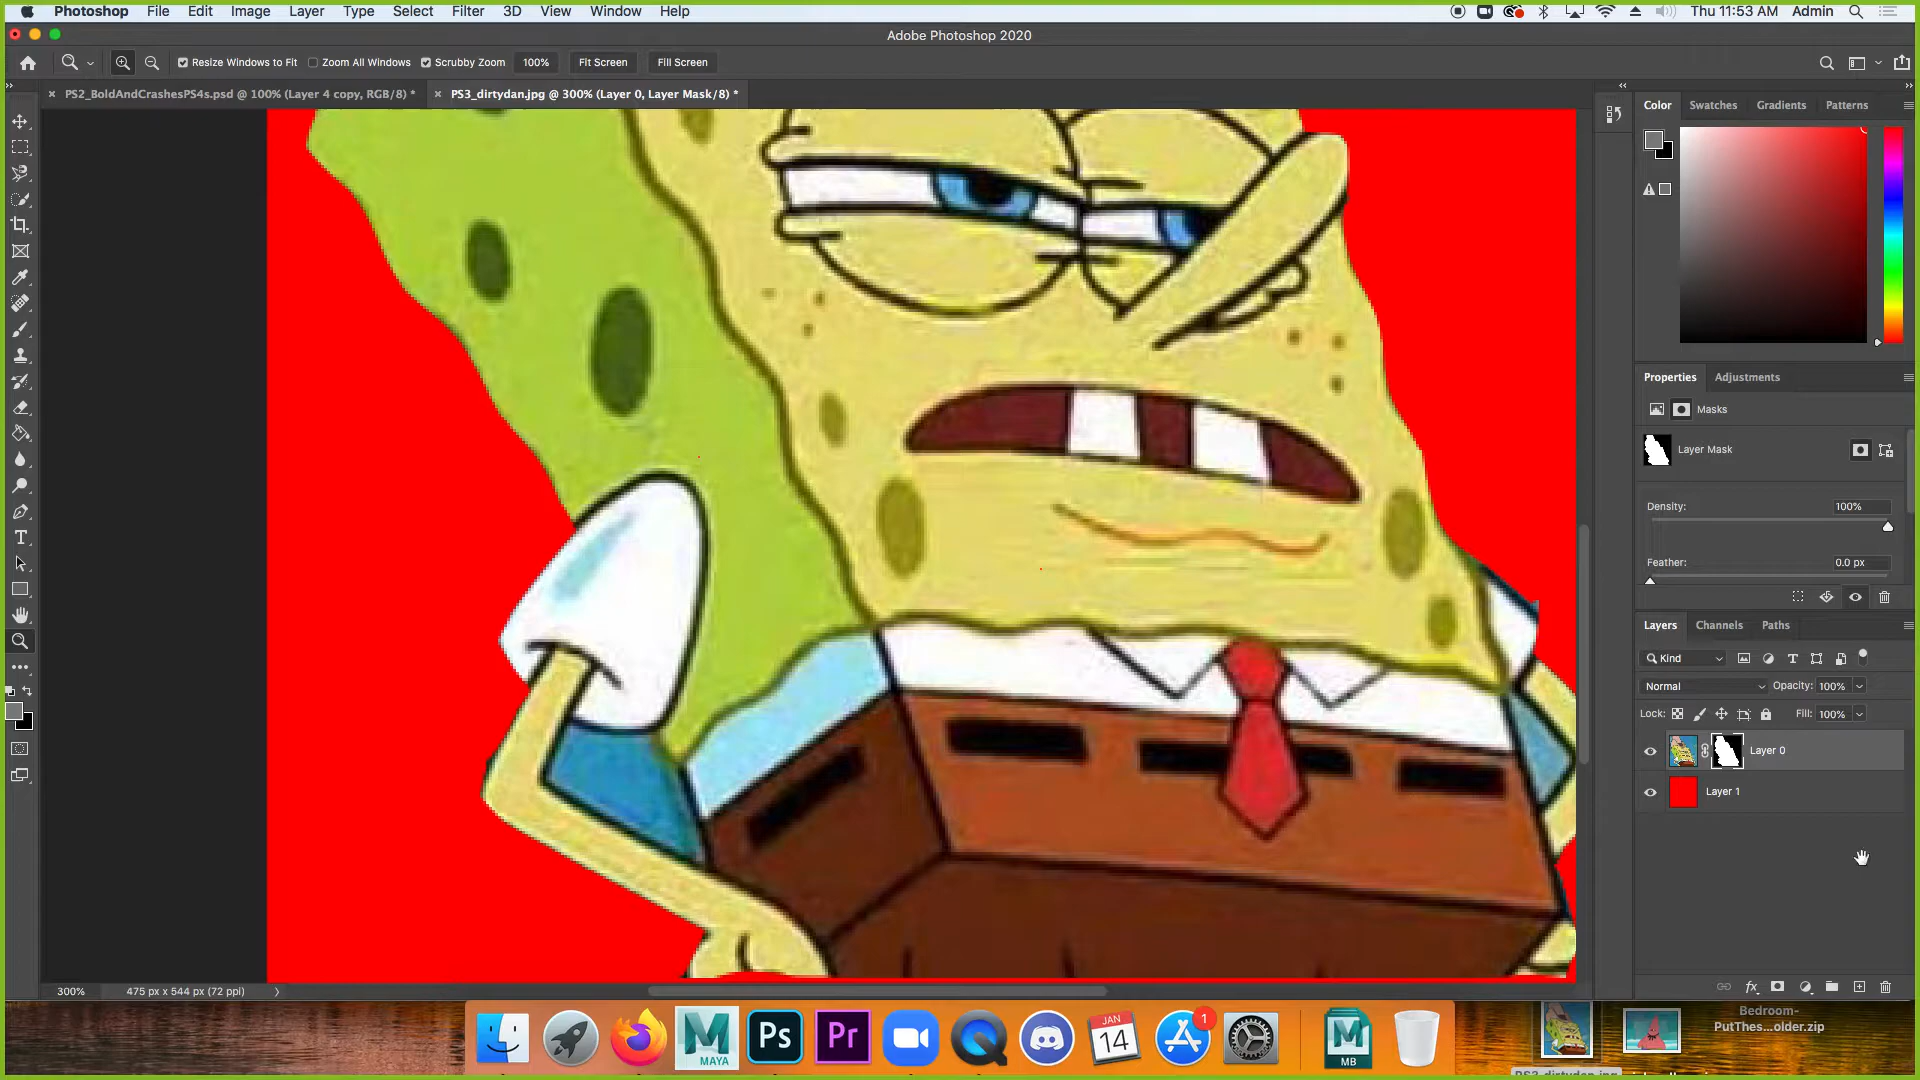 Photoshop File Edit Image Layer Type Select Filter 3D View Window Help Thu 11:53 AM Admin
Adobe Photoshop 2020
Resize Windows to Fit Zoom All Windows Scrubby Zoom 100% Fit Screen Fill Screen
PS2_BoldAndCrashesPS4s.psd @ 100% (Layer 4 copy, RGB/8) * PS3_dirtydan.jpg @ 300% (Layer 0, Layer Mask/8) *
Color Swatches Gradients Patterns
Properties Adjustments
Masks
Layer Mask
Density: 100%
Feather: 0.0 px
Layers Channels Paths
Kind
Normal Opacity: 100%
Lock: Fill: 100%
Layer 0
Layer 1
fx
300% 475 px x 544 px (72 ppi)
MAYA Ps Pr JAN 14 1 MB
Bedroom-
PutThes...older.zip
PS3_dirtydan.jpg